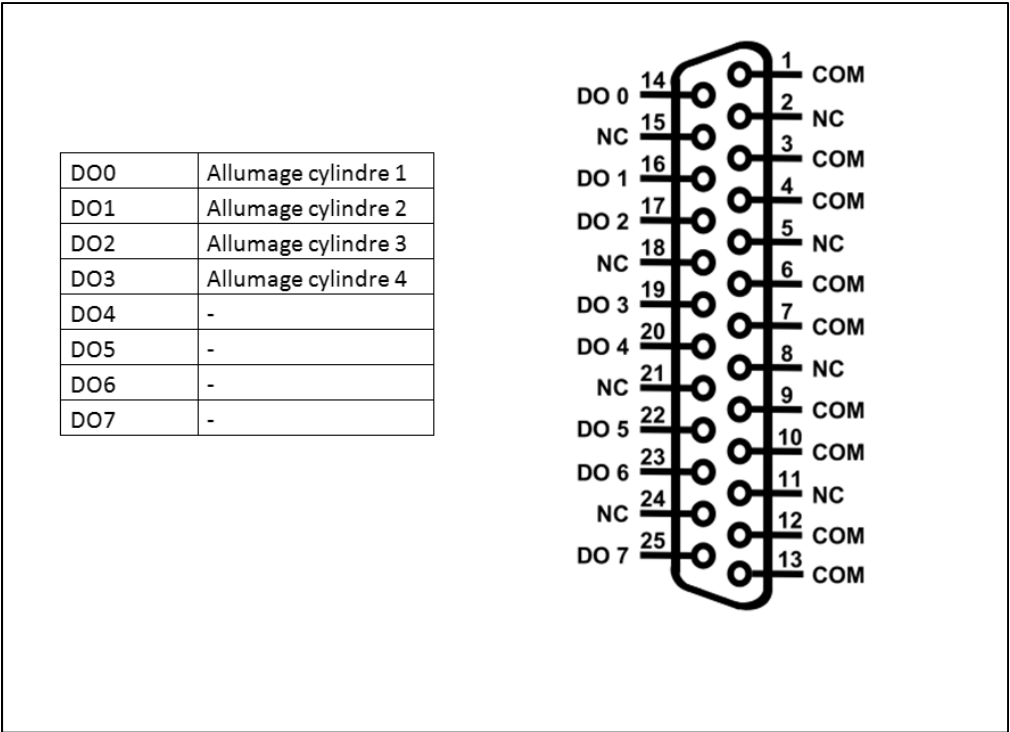 DO0 Allumage cylindre 1
DO1 Allumage cylindre 2
DO2 Allumage cylindre 3
DO3 Allumage cylindre 4
DO4 -
DO5 -
DO6 -
DO7 -
1 COM
DO 0 14
2 NC
NC 15
3 COM
DO 1 16
4 COM
DO 2 17
5 NC
NC 18
6 COM
DO 3 19
7 COM
DO 4 20
8 NC
NC 21
9 COM
DO 5 22
10 COM
DO 6 23
11 NC
NC 24
12 COM
DO 7 25
13 COM